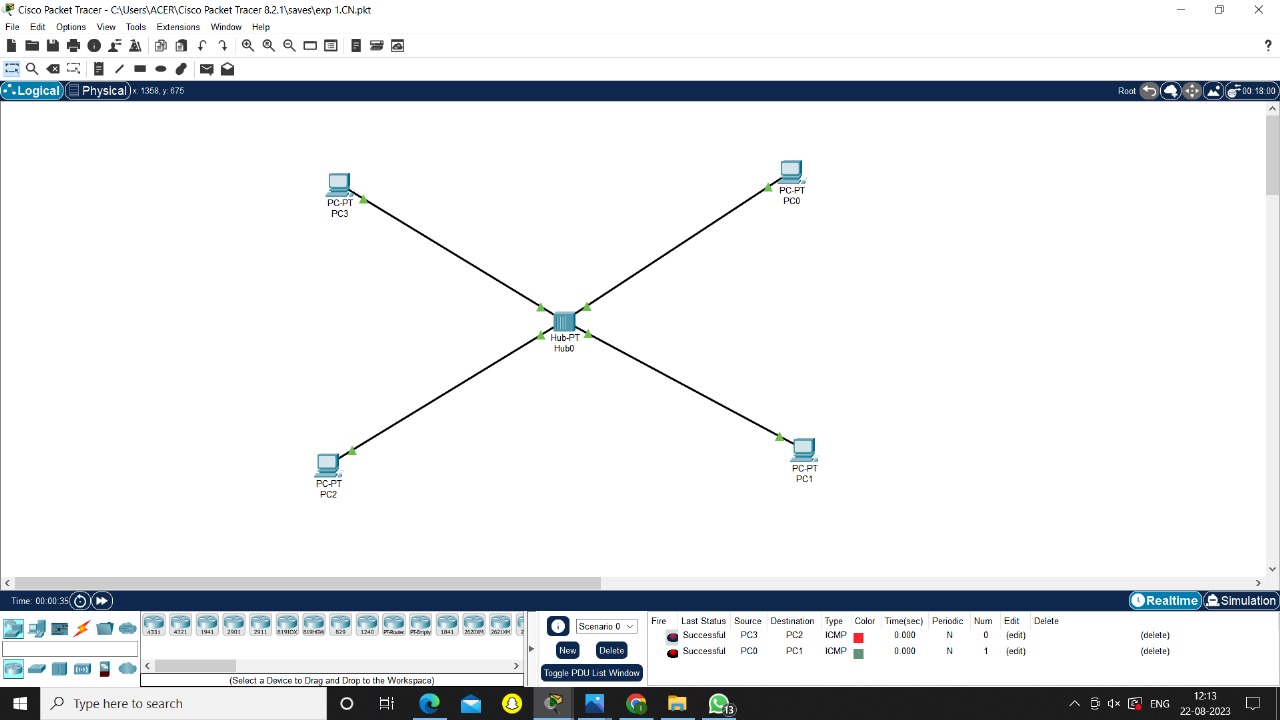 Cisco Packet Tracer - C:\Users\ACER\Cisco Packet Tracer 8.2.1\saves\exp 1.CN.pkt
File Edit Options View Tools Extensions Window Help
?
Logical Physical x: 1358, y: 675 Root 00:18:00
PC-PT
PC3
PC-PT
PC0
Hub-PT
Hub0
PC-PT
PC2
PC-PT
PC1
Time: 00:00:35 Realtime Simulation
4331 4321 1941 2901 2911 819IOX 819HGW 829 1240 PT-Router PT-Empty 1841 2620XM 2621XM
(Select a Device to Drag and Drop to the Workspace)
Scenario 0
New Delete
Toggle PDU List Window
Fire Last Status Source Destination Type Color Time(sec) Periodic Num Edit Delete
Successful PC3 PC2 ICMP 0.000 N 0 (edit) (delete)
Successful PC0 PC1 ICMP 0.000 N 1 (edit) (delete)
Type here to search
13
ENG
12:13
22-08-2023